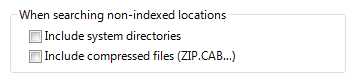 When searching non-indexed locations
Include system directories
Include compressed files (ZIP.CAB...)